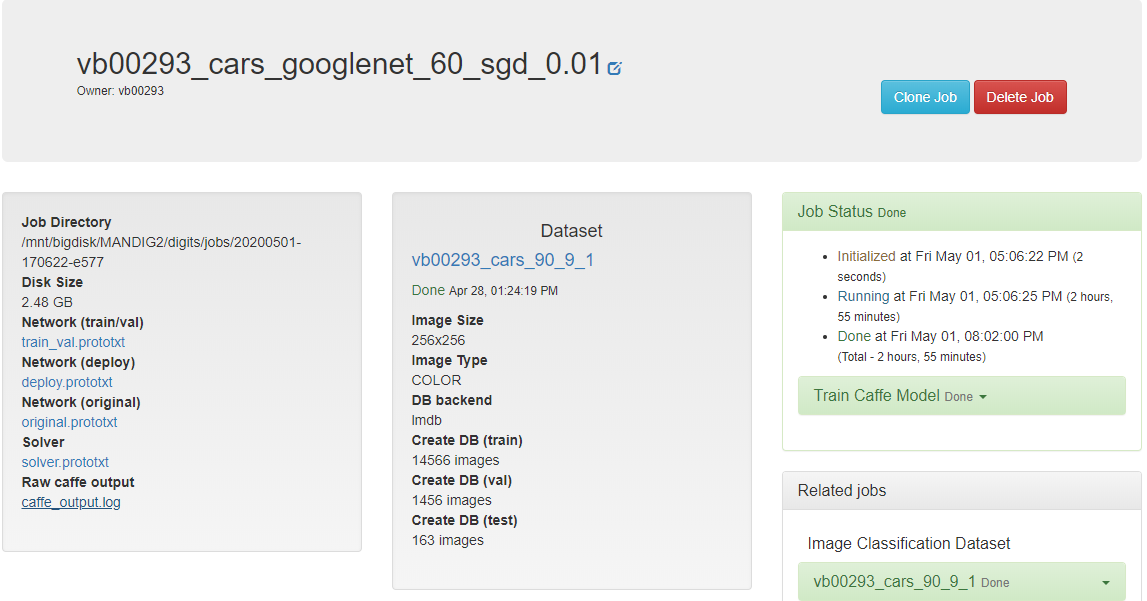 vb00293_cars_googlenet_60_sgd_0.01
Owner: vb00293
Clone Job
Delete Job
Job Directory
/mnt/bigdisk/MANDIG2/digits/jobs/20200501-
170622-e577
Disk Size
2.48 GB
Network (train/val)
train_val.prototxt
Network (deploy)
deploy.prototxt
Network (original)
original.prototxt
Solver
solver.prototxt
Raw caffe output
caffe_output.log
Dataset
vb00293_cars_90_9_1
Done Apr 28, 01:24:19 PM
Image Size
256x256
Image Type
COLOR
DB backend
lmdb
Create DB (train)
14566 images
Create DB (val)
1456 images
Create DB (test)
163 images
Job Status Done
Initialized at Fri May 01, 05:06:22 PM (2
seconds)
Running at Fri May 01, 05:06:25 PM (2 hours,
55 minutes)
Done at Fri May 01, 08:02:00 PM
(Total - 2 hours, 55 minutes)
Train Caffe Model Done
Related jobs
Image Classification Dataset
vb00293_cars_90_9_1 Done